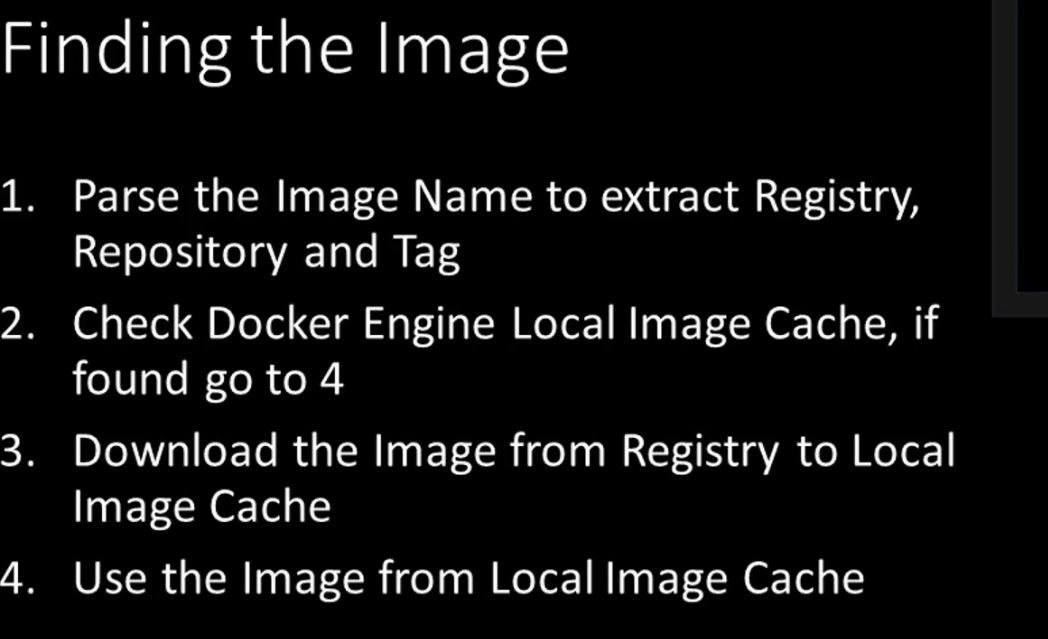 Finding the Image
1. Parse the Image Name to extract Registry,
Repository and Tag
2. Check Docker Engine Local Image Cache, if
found go to 4
3. Download the Image from Registry to Local
Image Cache
4. Use the Image from Local Image Cache